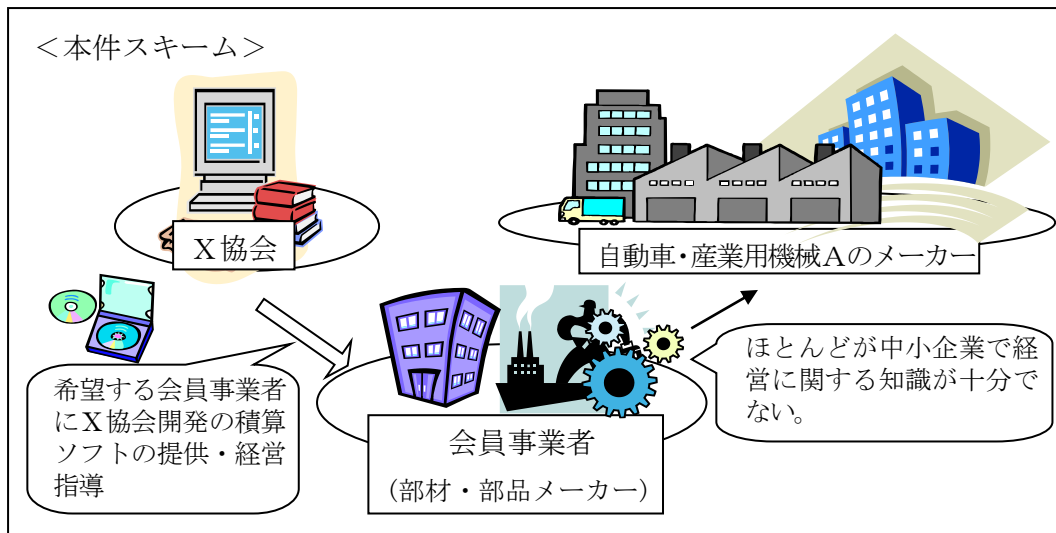 ＜本件スキーム＞
Ｘ協会
自動車・産業用機械Ａのメーカー
希望する会員事業者
にＸ協会開発の積算
ソフトの提供・経営
指導
会員事業者
（部材・部品メーカー）
ほとんどが中小企業で経
営に関する知識が十分で
ない。